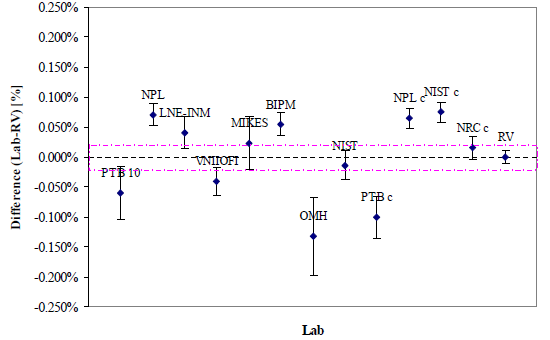 0.250%
0.200%
0.150%
0.100%
0.050%
0.000%
-0.050%
-0.100%
-0.150%
-0.200%
-0.250%
Difference (Lab-RV) [%]
PTB 10
NPL
LNE-INM
VNIIOFI
MIKES
BIPM
OMH
NIST
PTB c
NPL c
NIST c
NRC c
RV
Lab